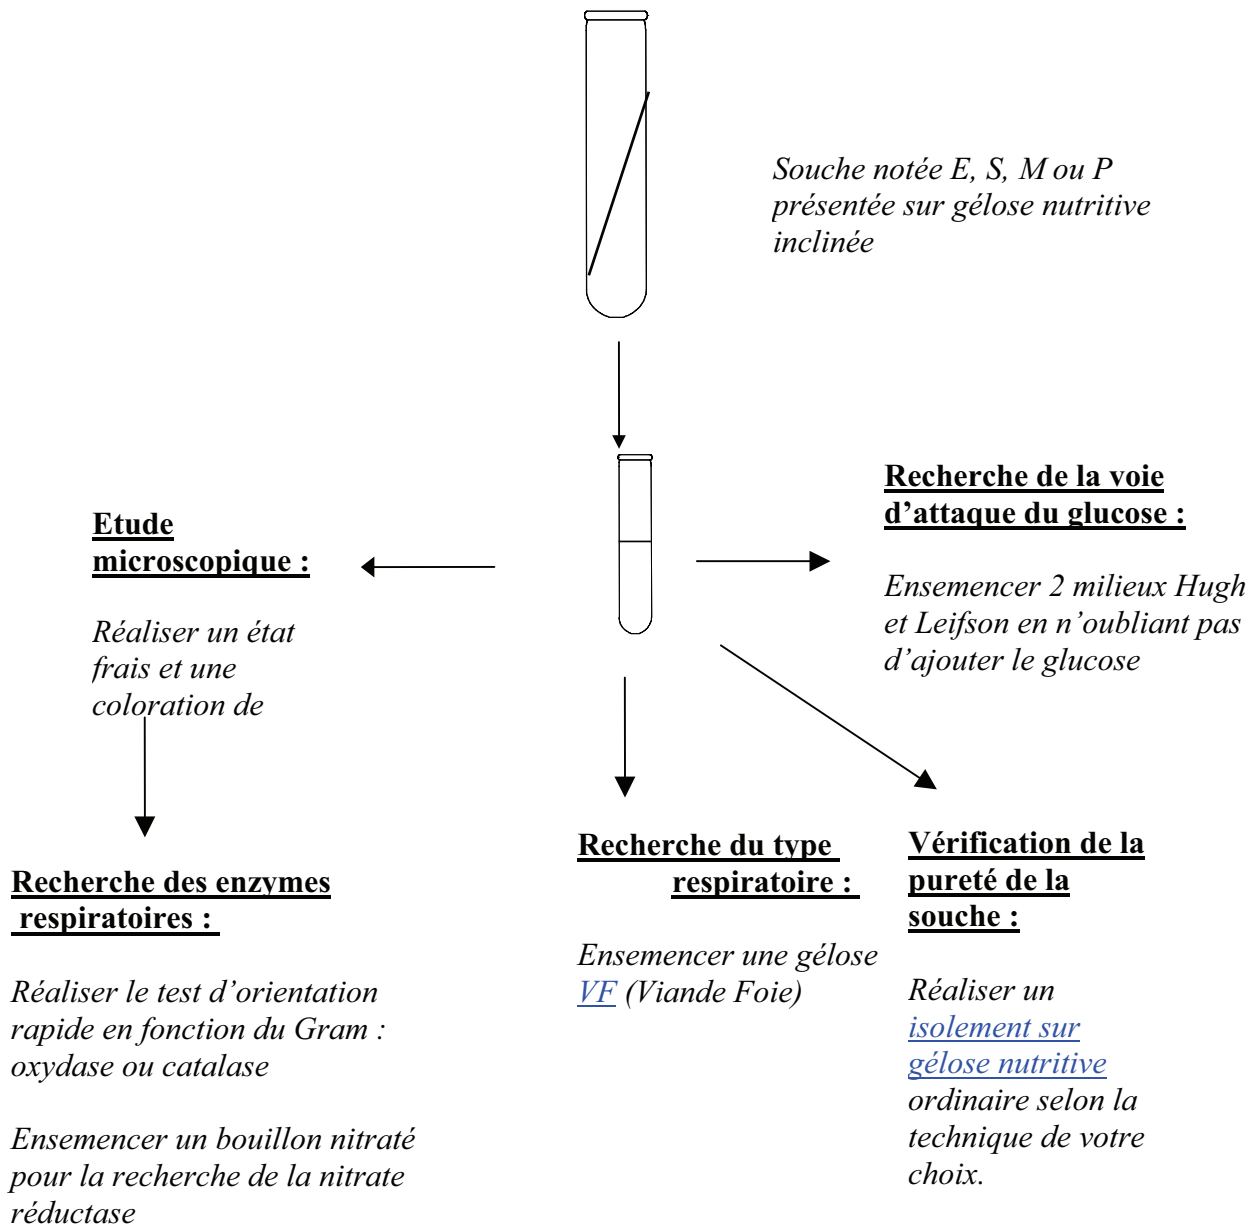 Souche notée E, S, M ou P
présentée sur gélose nutritive
inclinée
Etude
microscopique :
Réaliser un état
frais et une
coloration de
Recherche de la voie
d’attaque du glucose :
Ensemencer 2 milieux Hugh
et Leifson en n’oubliant pas
d’ajouter le glucose
Recherche des enzymes
respiratoires :
Réaliser le test d’orientation
rapide en fonction du Gram :
oxydase ou catalase
Ensemencer un bouillon nitraté
pour la recherche de la nitrate
réductase
Recherche du type
respiratoire :
Ensemencer une gélose
VF (Viande Foie)
Vérification de la
pureté de la
souche :
Réaliser un
isolement sur
gélose nutritive
ordinaire selon la
technique de votre
choix.